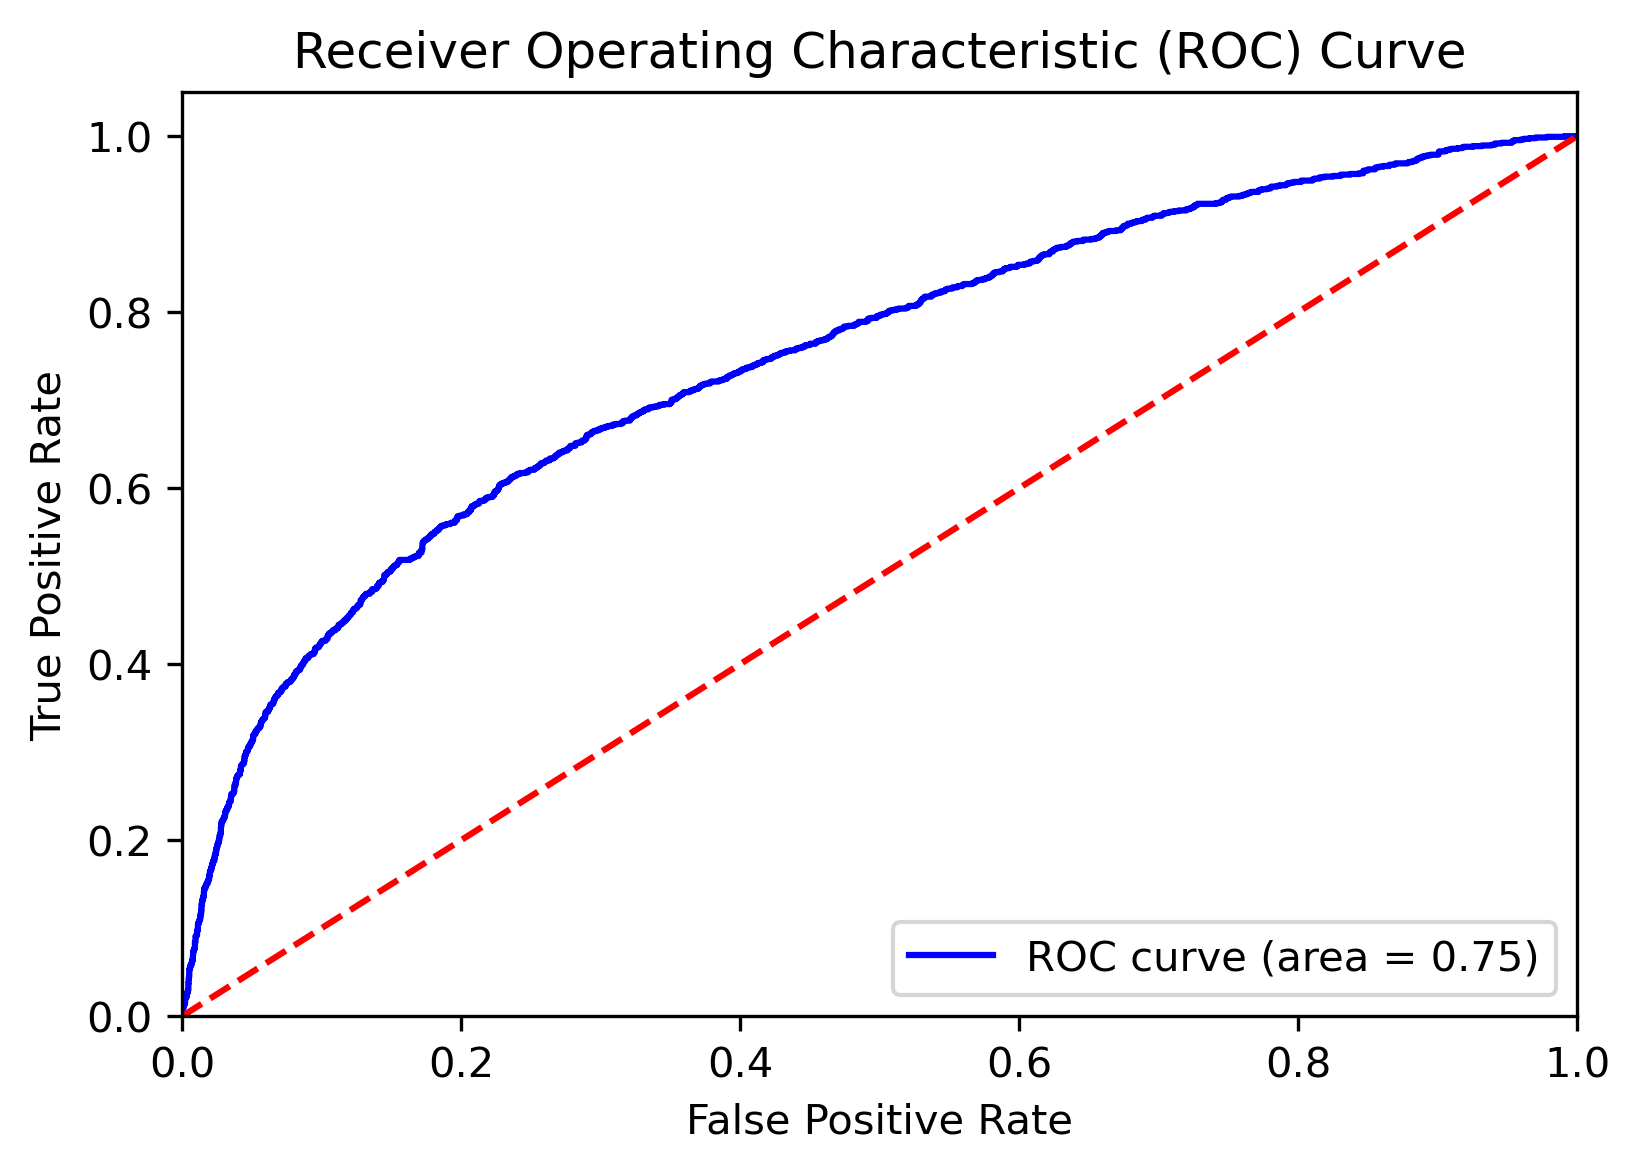 Receiver Operating Characteristic (ROC) Curve
1.0
0.8
0.6
0.4
0.2
0.0
True Positive Rate
ROC curve (area = 0.75)
0.0 0.2 0.4 0.6 0.8 1.0
False Positive Rate